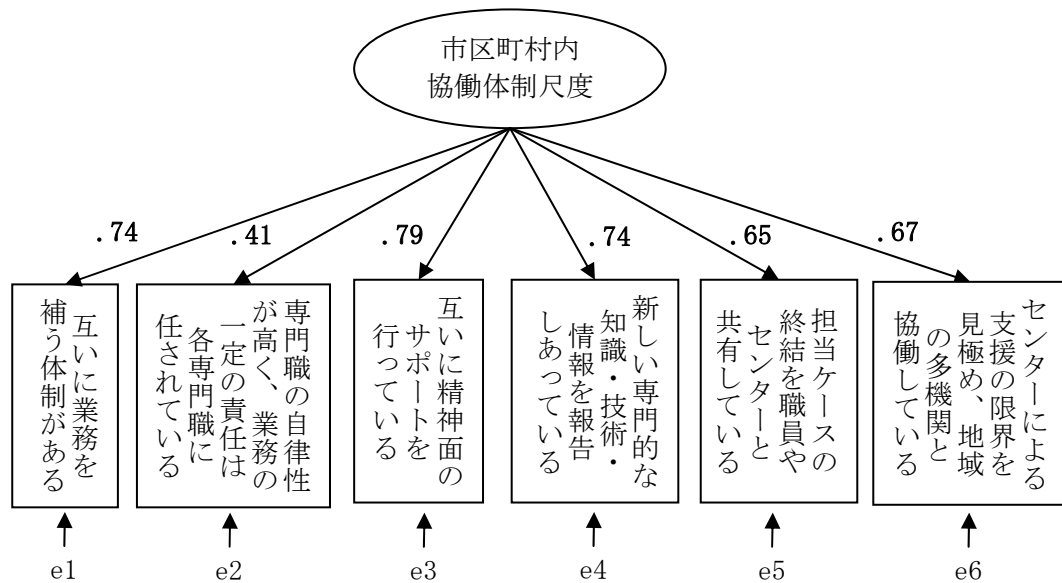 市区町村内
協働体制尺度
.74
.41
.79
.74
.65
.67
互いに業務を
補う体制がある
専門職の自律性
が高く、業務の
一定の責任は
各専門職に
任されている
互いに精神面の
サポートを
行っている
新しい専門的な
知識・技術・
情報を報告
しあっている
担当ケースの
終結を職員や
センターと
共有している
センターによる
支援の限界を
見極め、地域
の多機関と
協働している
e1
e2
e3
e4
e5
e6